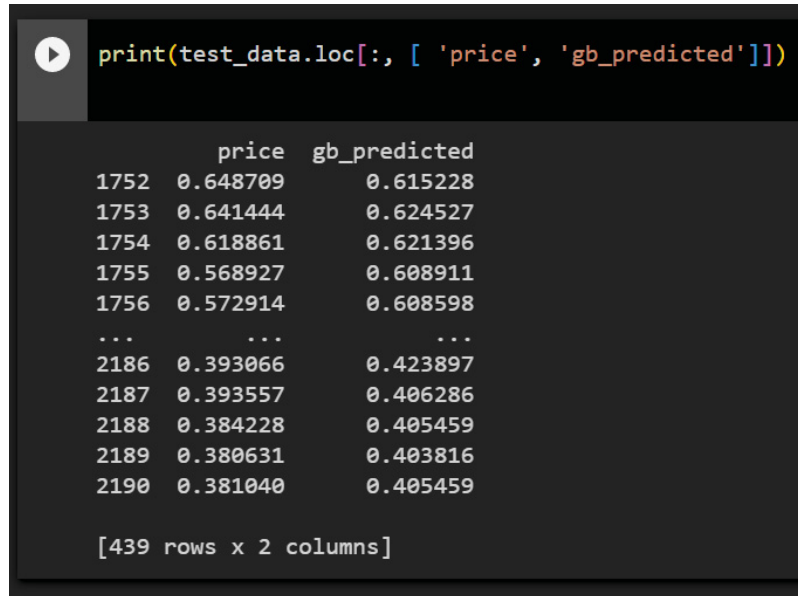 print(test_data.loc[:, [ 'price', 'gb_predicted']])
price gb_predicted
1752 0.648709 0.615228
1753 0.641444 0.624527
1754 0.618861 0.621396
1755 0.568927 0.608911
1756 0.572914 0.608598
... ... ...
2186 0.393066 0.423897
2187 0.393557 0.406286
2188 0.384228 0.405459
2189 0.380631 0.403816
2190 0.381040 0.405459
[439 rows x 2 columns]